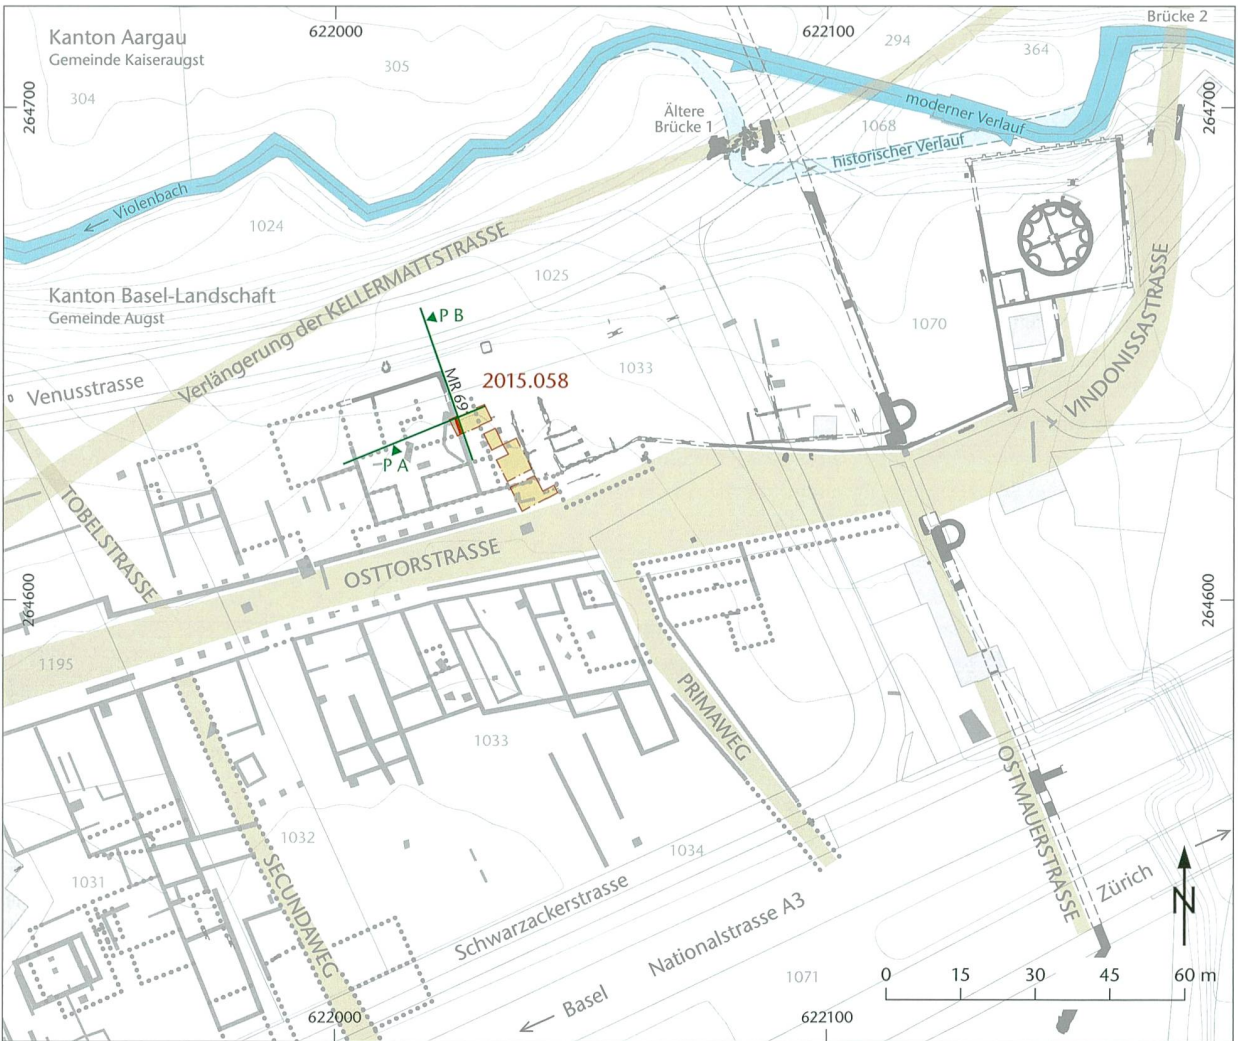 622000
622100
Brücke 2
Kanton Aargau
Gemeinde Kaiseraugst
294
364
305
304
264700
264700
Ältere
Brücke 1
moderner Verlauf
1068
historischer Verlauf
← Violenbach
1024
Verlängerung der KELLERMATTSTRASSE
1025
Kanton Basel-Landschaft
Gemeinde Augst
P B
1070
VINDONISSASTRASSE
Venusstrasse
MR 69
2015.058
1033
P A
TOBELSTRASSE
OSTTORSTRASSE
264600
264600
1195
PRIMAWEG
1033
OSTMAUERSTRASSE
1032
1034
1031
SECUNDAWEG
Schwarzackerstrasse
Nationalstrasse A3
Zürich
N
1071
0 15 30 45 60 m
← Basel
622000
622100